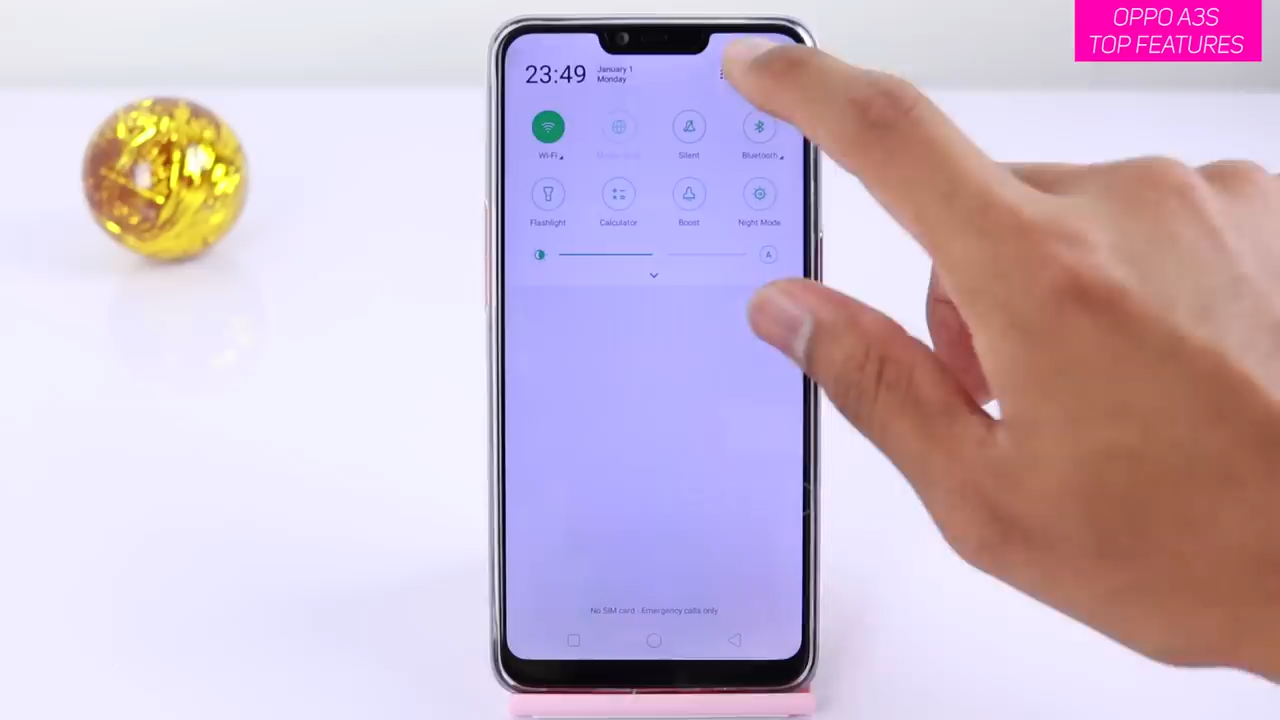 OPPO A3S
TOP FEATURES
23:49
January 1
Monday
Wi-Fi
Silent
Bluetooth
Flashlight
Calculator
Boost
Night Mode
A
No SIM card - Emergency calls only